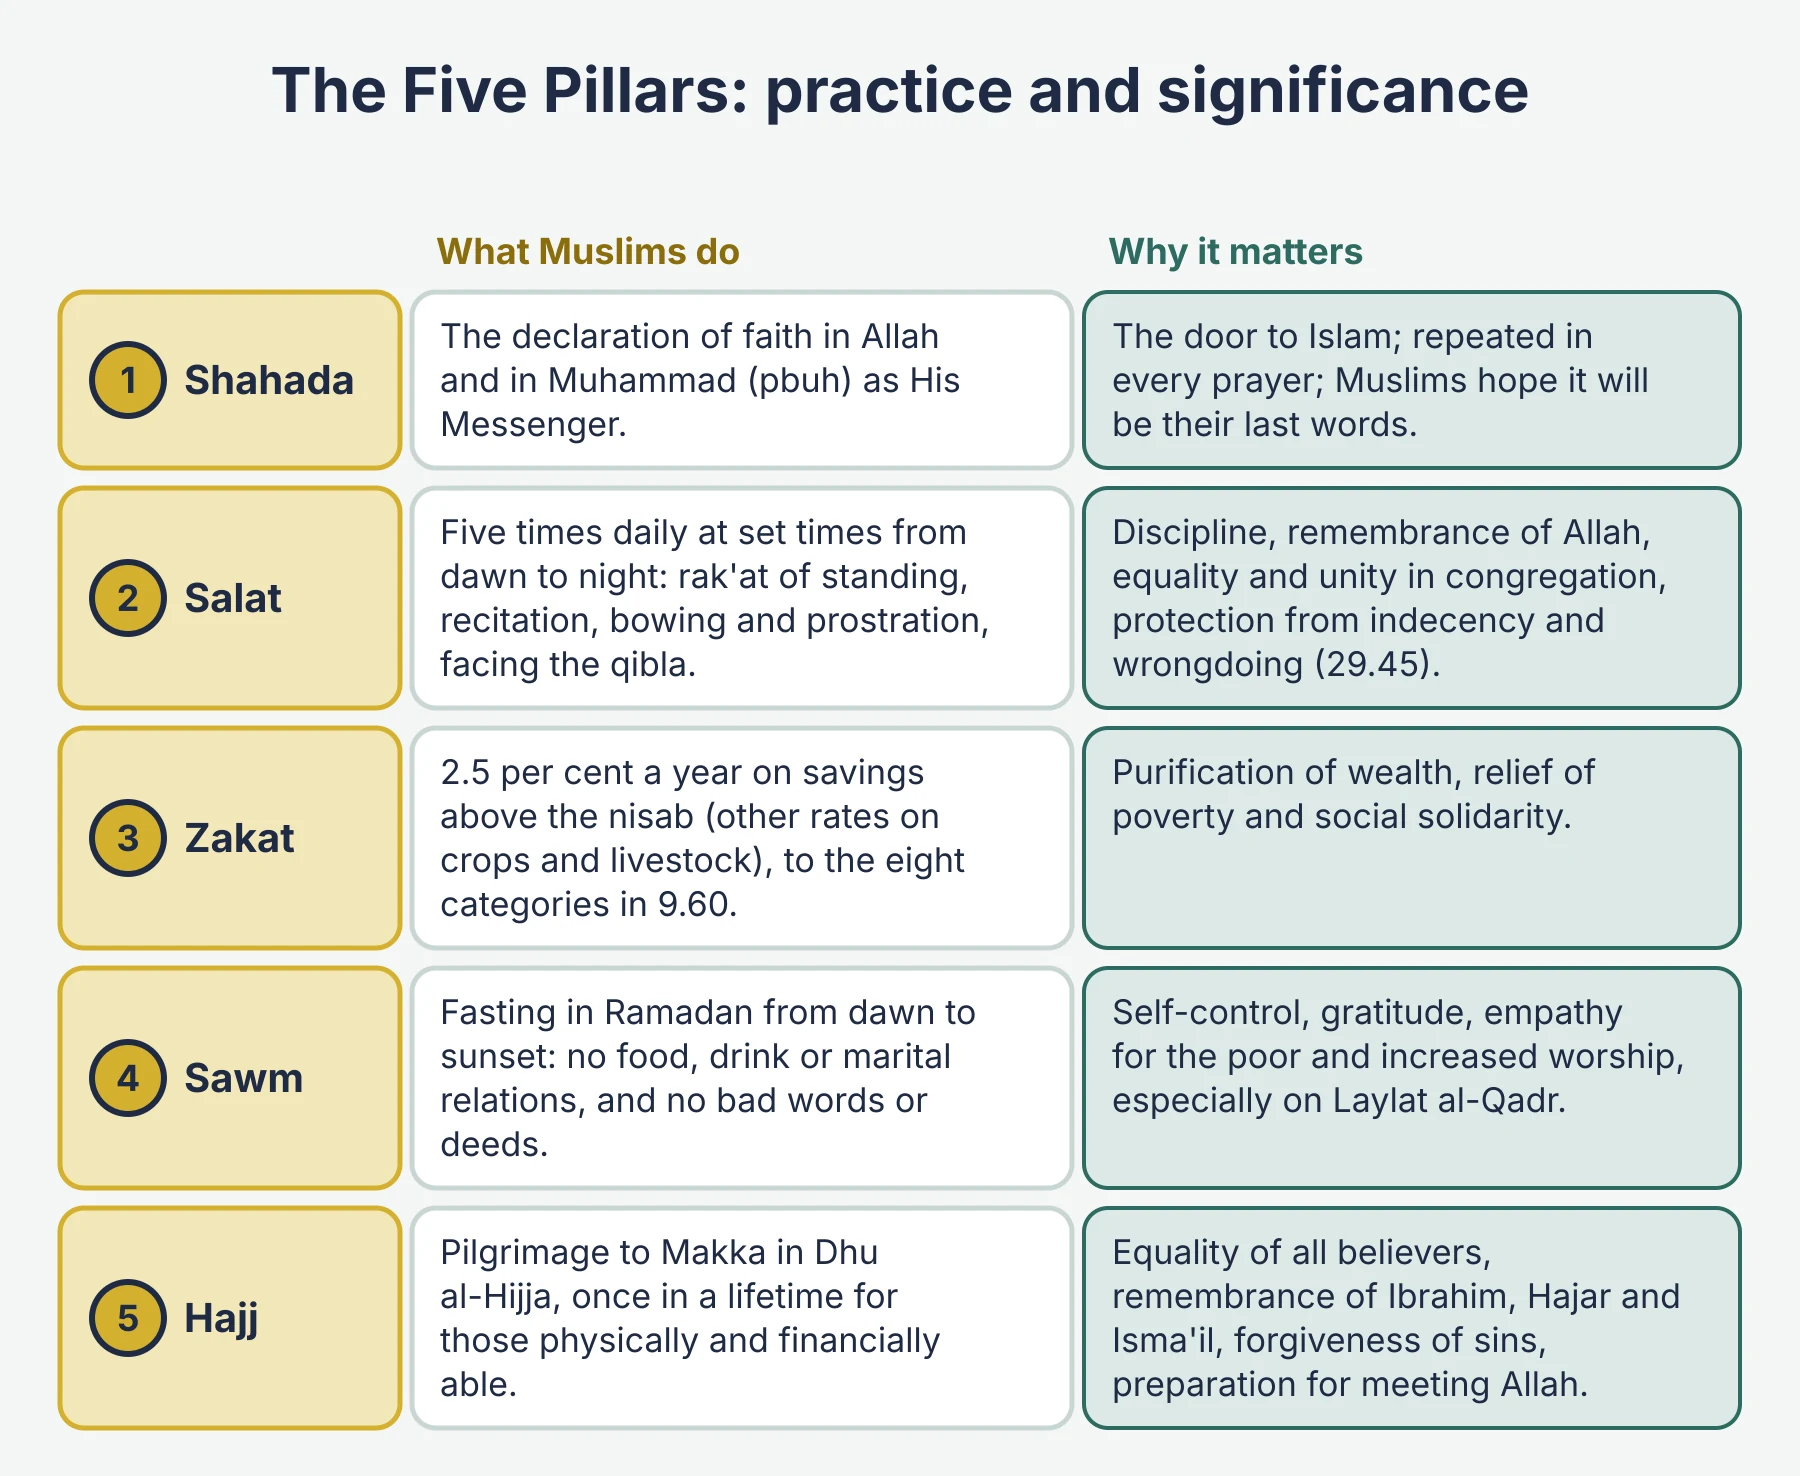 The Five Pillars: practice and significance
What Muslims do
Why it matters
1 Shahada
The declaration of faith in Allah
and in Muhammad (pbuh) as His
Messenger.
The door to Islam; repeated in
every prayer; Muslims hope it will
be their last words.
2 Salat
Five times daily at set times from
dawn to night: rak'at of standing,
recitation, bowing and prostration,
facing the qibla.
Discipline, remembrance of Allah,
equality and unity in congregation,
protection from indecency and
wrongdoing (29.45).
3 Zakat
2.5 per cent a year on savings
above the nisab (other rates on
crops and livestock), to the eight
categories in 9.60.
Purification of wealth, relief of
poverty and social solidarity.
4 Sawm
Fasting in Ramadan from dawn to
sunset: no food, drink or marital
relations, and no bad words or
deeds.
Self-control, gratitude, empathy
for the poor and increased worship,
especially on Laylat al-Qadr.
5 Hajj
Pilgrimage to Makka in Dhu
al-Hijja, once in a lifetime for
those physically and financially
able.
Equality of all believers,
remembrance of Ibrahim, Hajar and
Isma'il, forgiveness of sins,
preparation for meeting Allah.